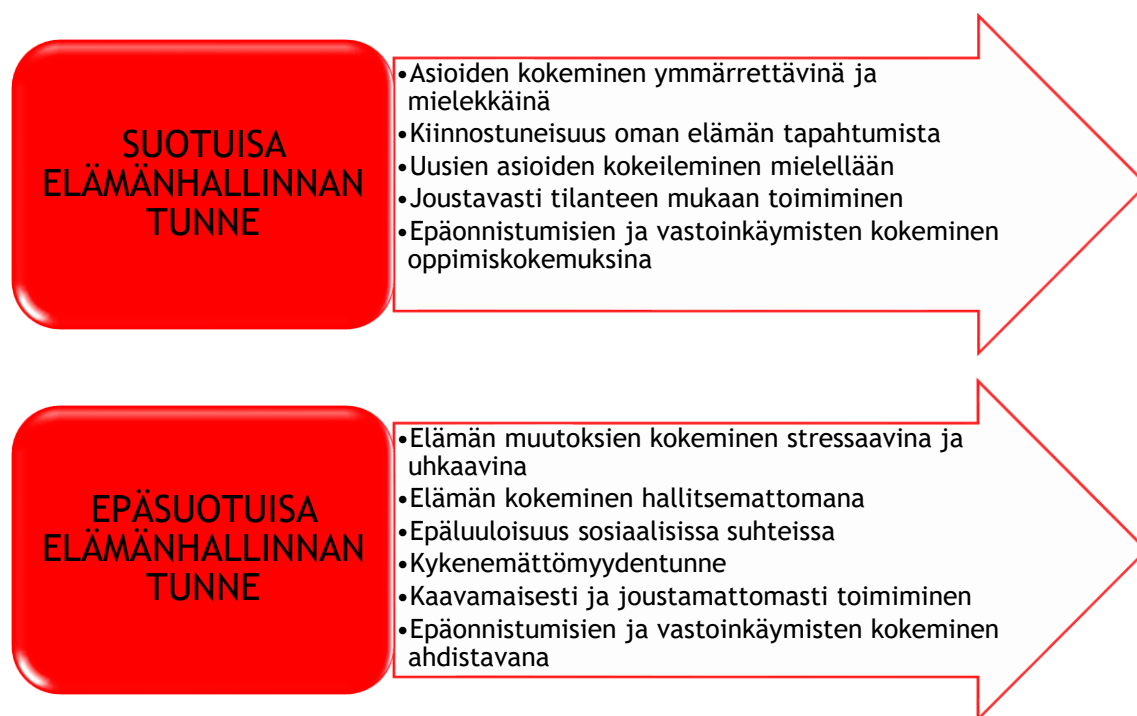 SUOTUISA
ELÄMÄNHALLINNAN
TUNNE
•Asioiden kokeminen ymmärrettävinä ja
mielekkäinä
•Kiinnostuneisuus oman elämän tapahtumista
•Uusien asioiden kokeileminen mielellään
•Joustavasti tilanteen mukaan toimiminen
•Epäonnistumisien ja vastoinkäymisten kokeminen
oppimiskokemuksina
EPÄSUOTUISA
ELÄMÄNHALLINNAN
TUNNE
•Elämän muutoksien kokeminen stressaavina ja
uhkaavina
•Elämän kokeminen hallitsemattomana
•Epäluuloisuus sosiaalisissa suhteissa
•Kykenemättömyydentunne
•Kaavamaisesti ja joustamattomasti toimiminen
•Epäonnistumisien ja vastoinkäymisten kokeminen
ahdistavana